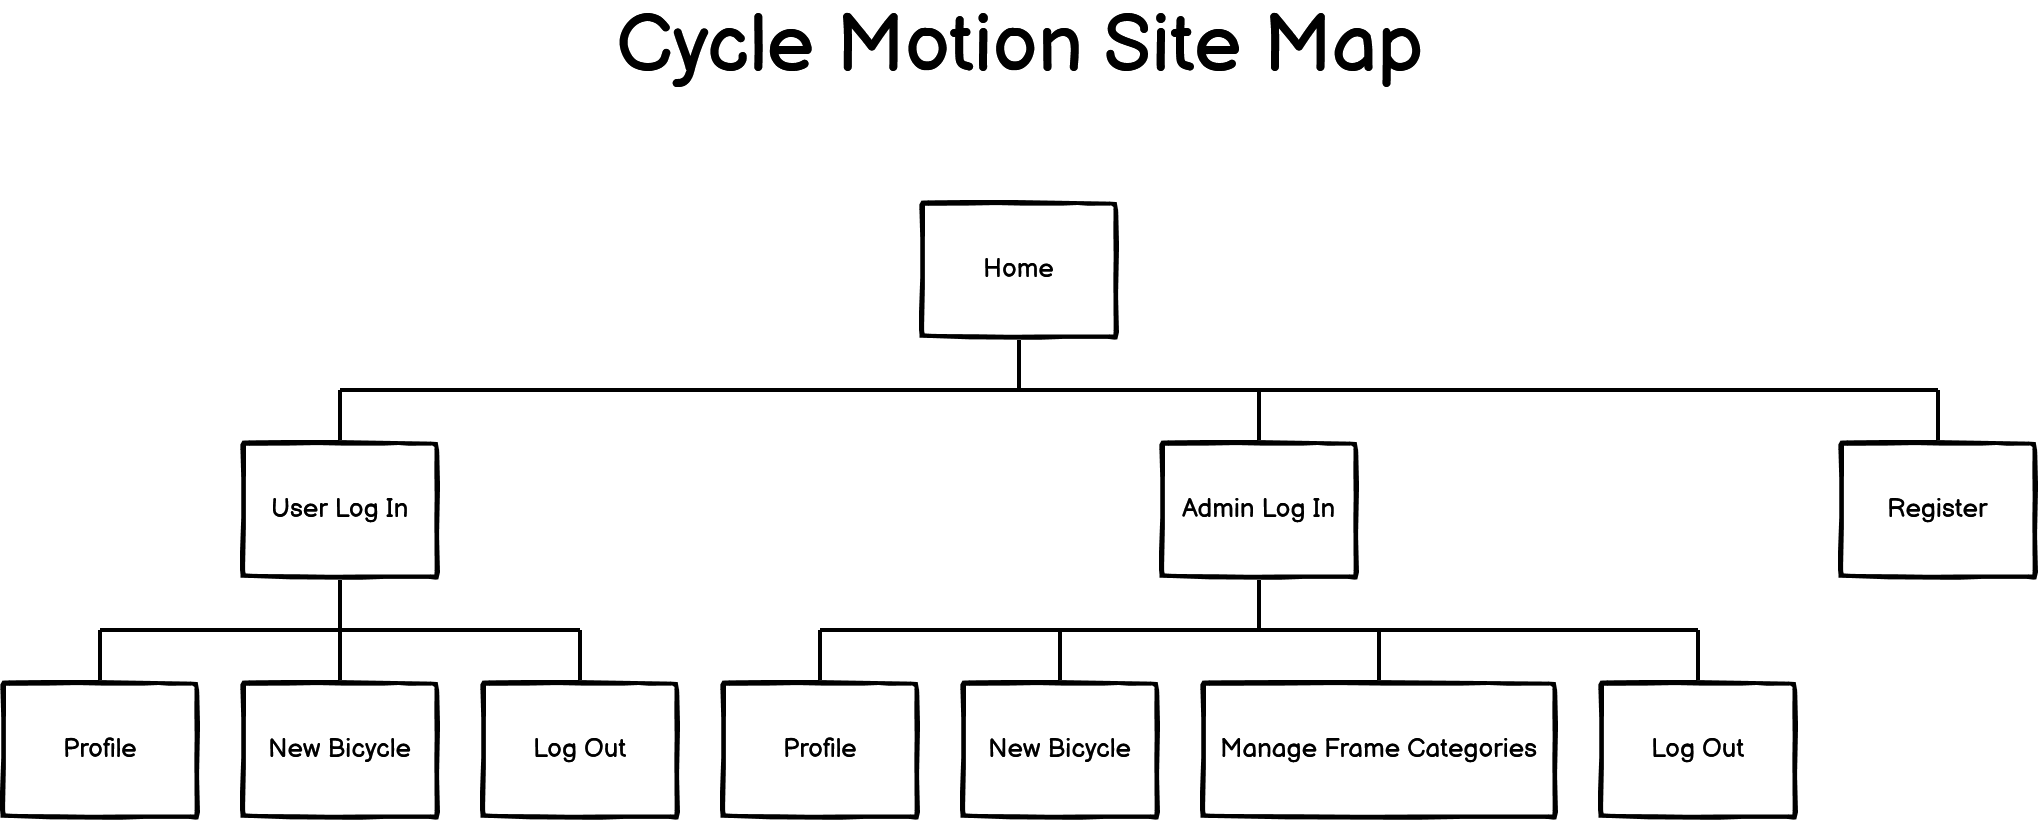 Cycle Motion Site Map
Home
User Log In
Admin Log In
Register
Profile
New Bicycle
Log Out
Profile
New Bicycle
Manage Frame Categories
Log Out